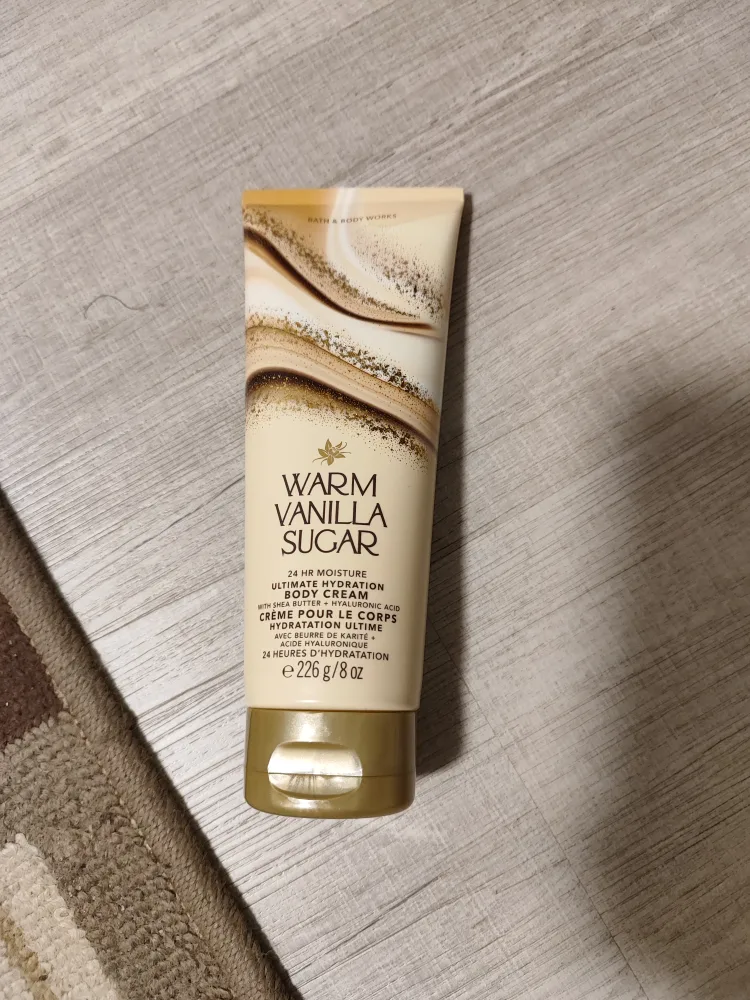 BATH & BODY WORKS
WARM
VANILLA
SUGAR
24 HR MOISTURE
ULTIMATE HYDRATION
BODY CREAM
WITH SHEA BUTTER + HYALURONIC ACID
CRÈME POUR LE CORPS
HYDRATATION ULTIME
AVEC BEURRE DE KARITÉ +
ACIDE HYALURONIQUE
24 HEURES D'HYDRATATION
℮ 226 g/8 oz